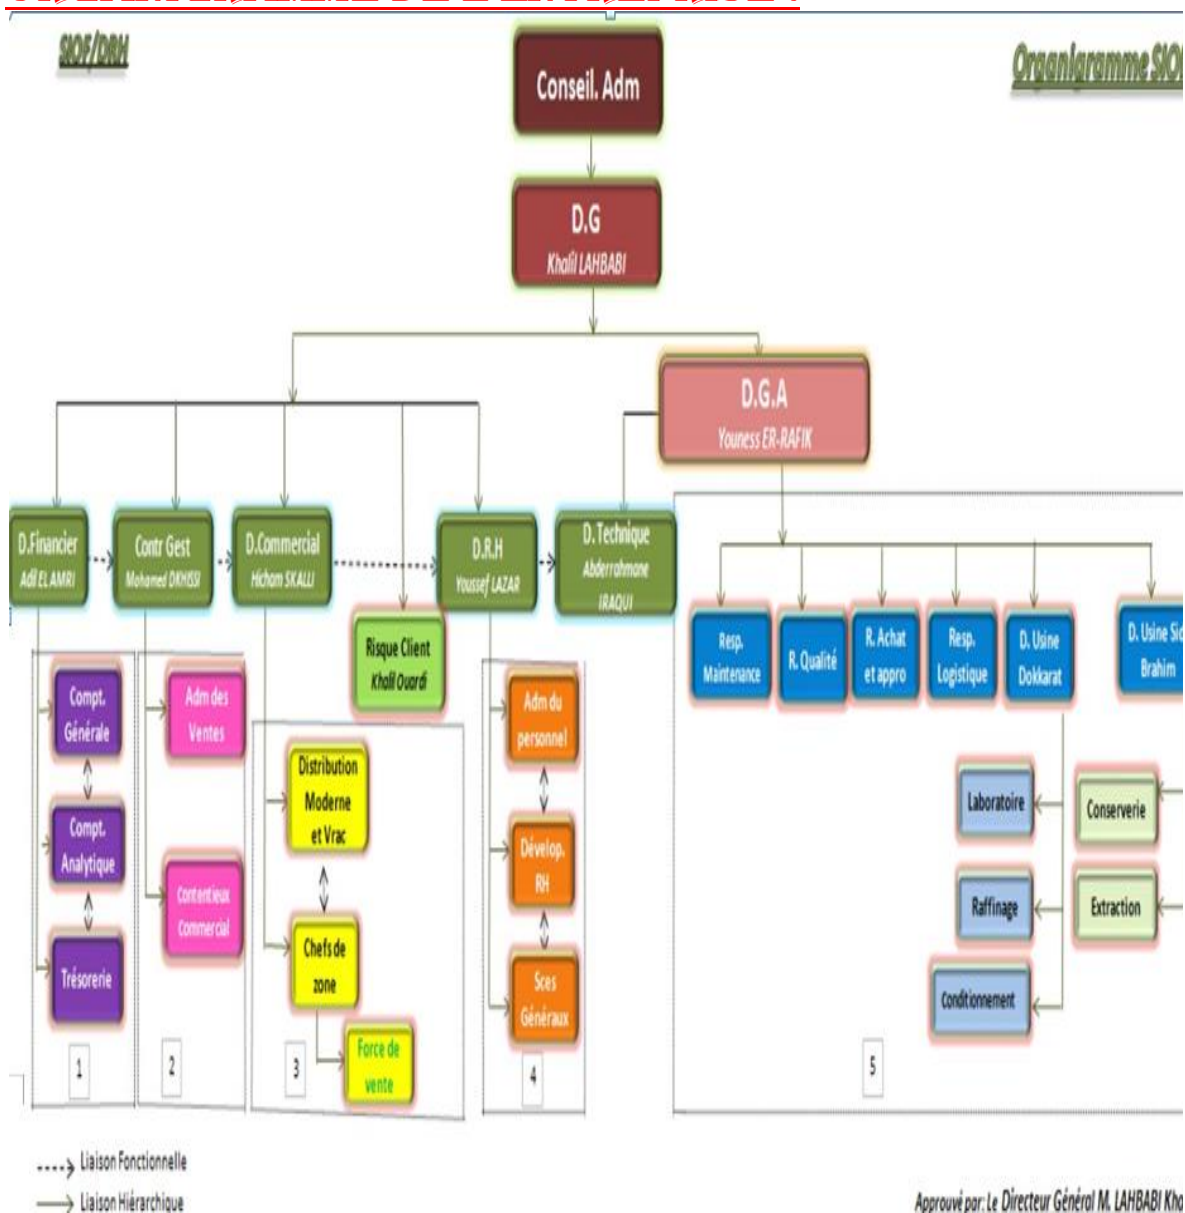 SIOF/DRH
Organigramme SIOF
Conseil. Adm
D.G
Khalil LAHBABI
D.G.A
Youness ER-RAFIK
D.Financier
Adil EL AMRI
Contr Gest
Mohamed DKHISSI
D.Commercial
Hicham SKALLI
D.R.H
Youssef LAZAR
D. Technique
Abderrahmane
IRAQUI
Risque Client
Khalil Ouardi
Resp.
Maintenance
R. Qualité
R. Achat
et appro
Resp.
Logistique
D. Usine
Dokkarat
D. Usine Sid
Brahim
Compt.
Générale
Compt.
Analytique
Trésorerie
1
Adm des
Ventes
Contentieux
Commercial
2
Distribution
Moderne
et Vrac
Chefs de
zone
Force de
vente
3
Adm du
personnel
Dévelop.
RH
Sces
Généraux
4
Laboratoire
Raffinage
Conditionnement
Conserverie
Extraction
5
Liaison Fonctionnelle
Liaison Hiérarchique
Approuvé par: Le Directeur Général M. LAHBABI Kha